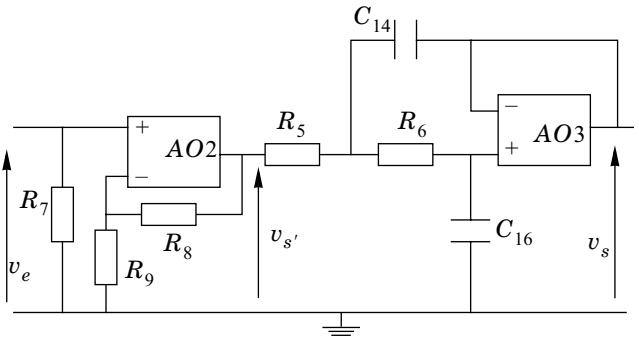 C14
R5
R6
+
AO2
−
−
AO3
+
R7
R8
vs′
C16
vs
ve
R9